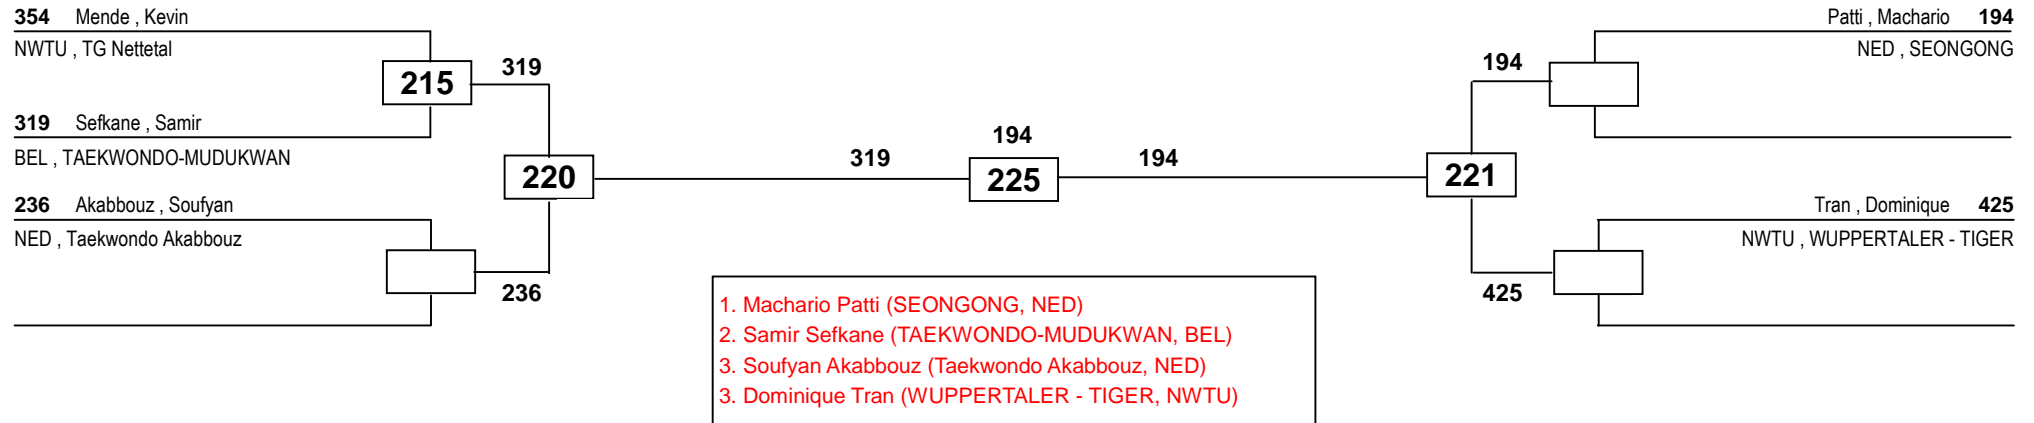 354 Mende , Kevin
NWTU , TG Nettetal
215
319
319 Sefkane , Samir
BEL , TAEKWONDO-MUDUKWAN
220
236 Akabbouz , Soufyan
NED , Taekwondo Akabbouz
236
319
194
225
194
1. Machario Patti (SEONGONG, NED)
2. Samir Sefkane (TAEKWONDO-MUDUKWAN, BEL)
3. Soufyan Akabbouz (Taekwondo Akabbouz, NED)
3. Dominique Tran (WUPPERTALER - TIGER, NWTU)
Patti , Machario 194
NED , SEONGONG
194
221
Tran , Dominique 425
NWTU , WUPPERTALER - TIGER
425